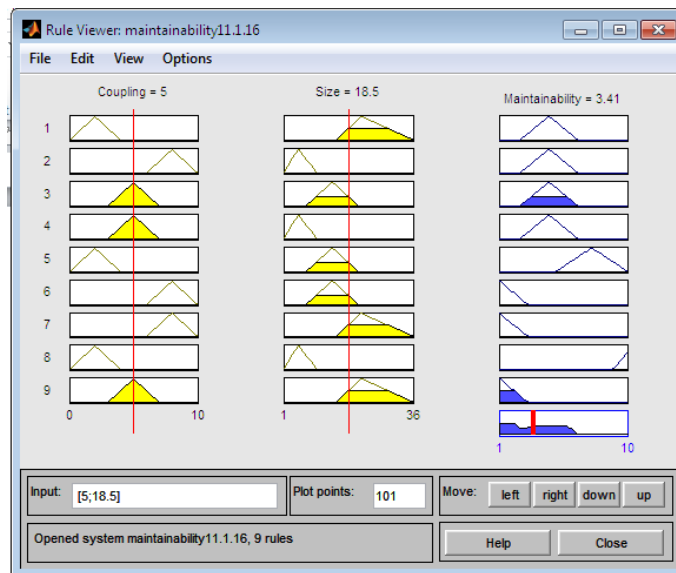 Rule Viewer: maintainability11.1.16
File Edit View Options
Coupling = 5 Size = 18.5 Maintainability = 3.41
1
2
3
4
5
6
7
8
9
0 10 1 36
1 10
Input: [5;18.5] Plot points: 101 Move: left right down up
Opened system maintainability11.1.16, 9 rules Help Close